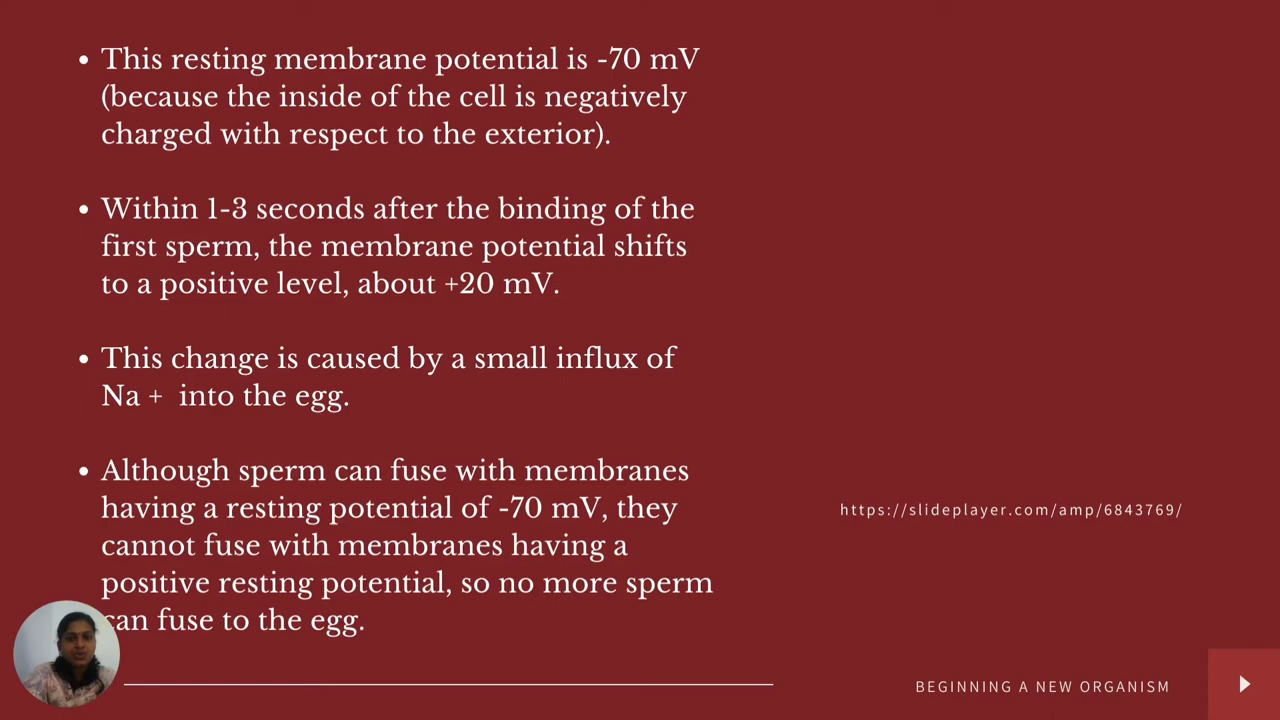 • This resting membrane potential is -70 mV
(because the inside of the cell is negatively
charged with respect to the exterior).
• Within 1-3 seconds after the binding of the
first sperm, the membrane potential shifts
to a positive level, about +20 mV.
• This change is caused by a small influx of
Na +  into the egg.
• Although sperm can fuse with membranes
having a resting potential of -70 mV, they
cannot fuse with membranes having a
positive resting potential, so no more sperm
can fuse to the egg.
https://slideplayer.com/amp/6843769/
BEGINNING A NEW ORGANISM